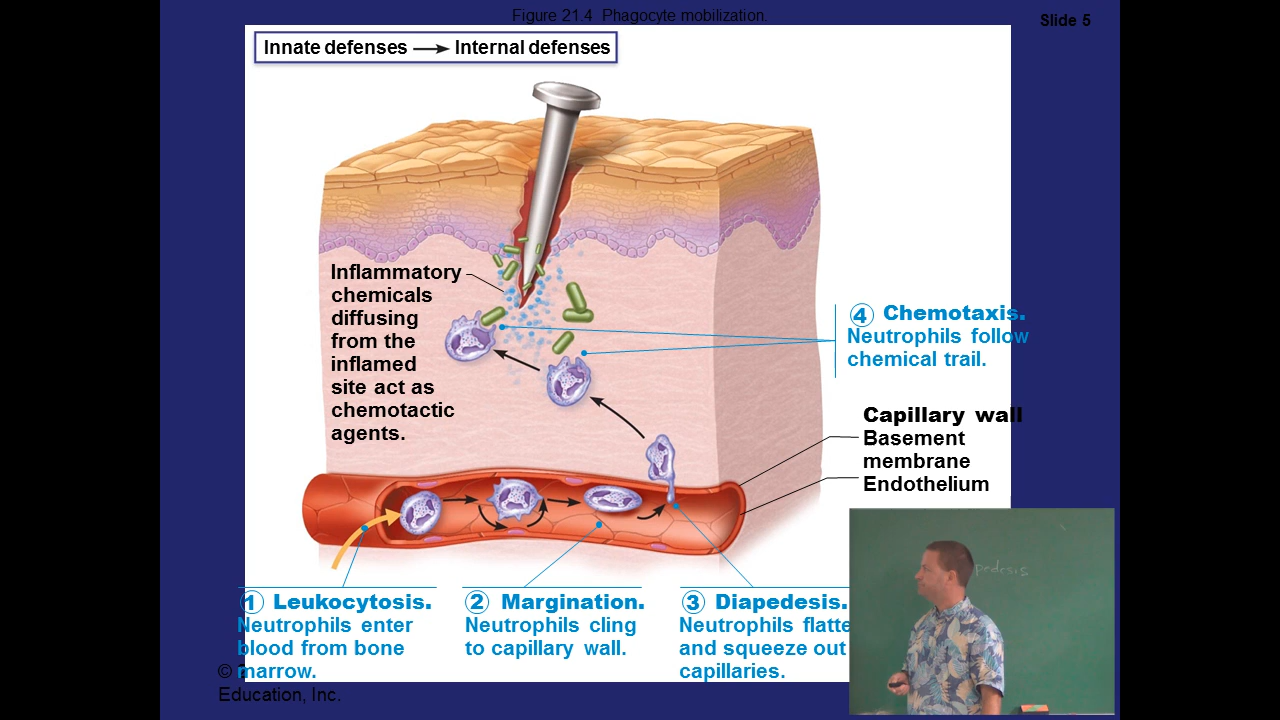 Figure 21.4 Phagocyte mobilization.
Slide 5
Innate defenses → Internal defenses
Inflammatory
chemicals
diffusing
from the
inflamed
site act as
chemotactic
agents.
4 Chemotaxis.
Neutrophils follow
chemical trail.
Capillary wall
Basement
membrane
Endothelium
1 Leukocytosis.
Neutrophils enter
blood from bone
marrow.
2 Margination.
Neutrophils cling
to capillary wall.
3 Diapedesis.
Neutrophils flatte
and squeeze out
capillaries.
pedesis
©
Education, Inc.